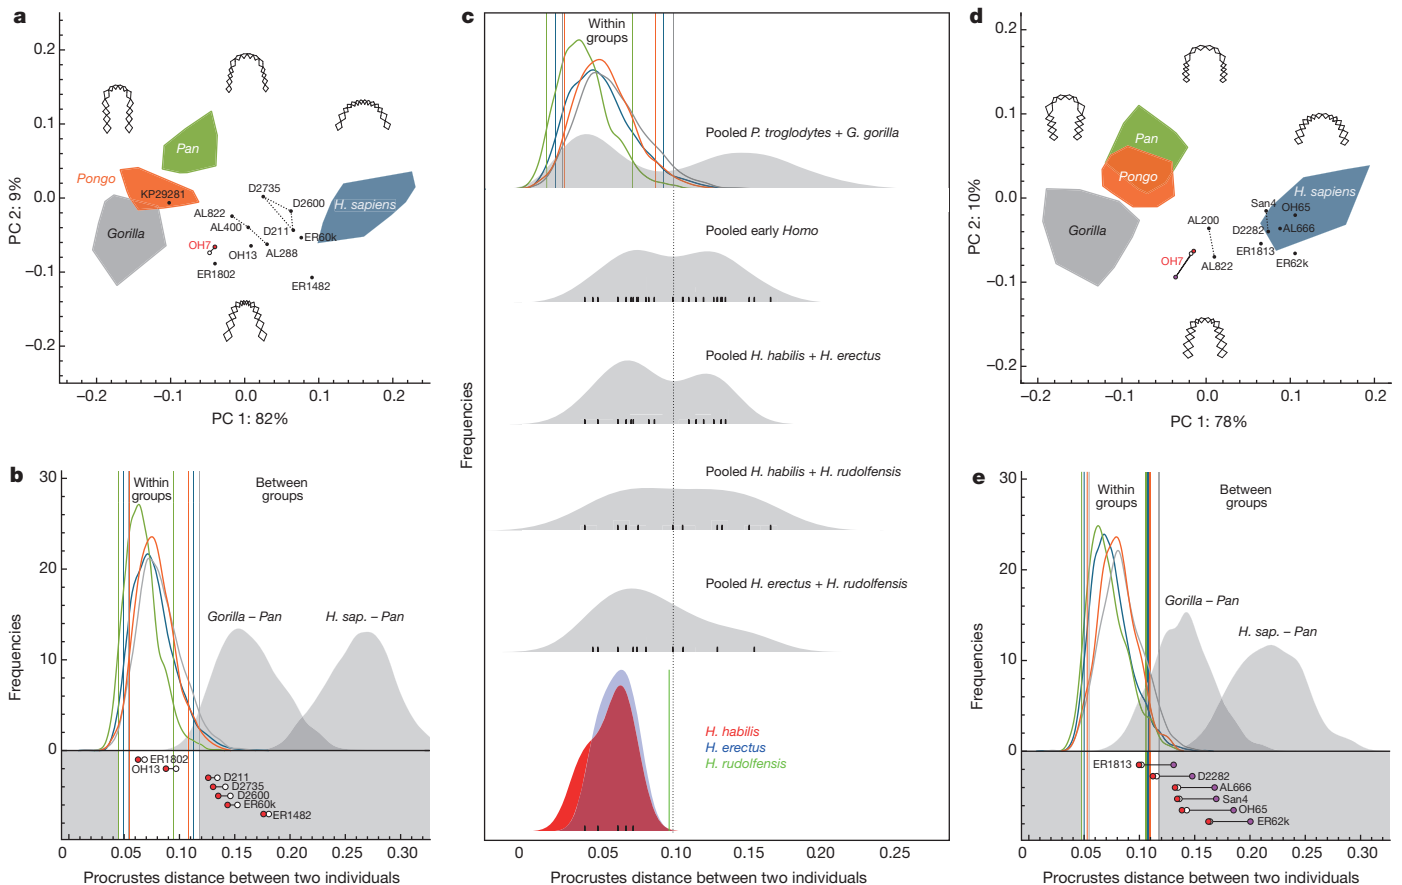 a
0.2
0.1
0.0
−0.1
−0.2
PC 2: 9%
Pan
Pongo
KP29281
Gorilla
AL822
AL400
OH7
ER1802
OH13
AL288
D2735
D2600
D211
ER60k
ER1482
H. sapiens
−0.2
−0.1
0.0
0.1
0.2
PC 1: 82%
b
30
20
10
0
Frequencies
Within
groups
Between
groups
Gorilla – Pan
H. sap. – Pan
ER1802
OH13
D211
D2735
D2600
ER60k
ER1482
0
0.05
0.10
0.15
0.20
0.25
0.30
Procrustes distance between two individuals
c
Within
groups
Pooled P. troglodytes + G. gorilla
Pooled early Homo
Pooled H. habilis + H. erectus
Pooled H. habilis + H. rudolfensis
Pooled H. erectus + H. rudolfensis
H. habilis
H. erectus
H. rudolfensis
Frequencies
0
0.05
0.10
0.15
0.20
0.25
Procrustes distance between two individuals
d
0.2
0.1
0.0
−0.1
−0.2
PC 2: 10%
Pan
Pongo
Gorilla
H. sapiens
AL200
San4
OH65
D2282
AL666
ER1813
OH7
AL822
ER62k
−0.2
−0.1
0.0
0.1
0.2
PC 1: 78%
e
30
20
10
0
Frequencies
Within
groups
Between
groups
Gorilla – Pan
H. sap. – Pan
ER1813
D2282
AL666
San4
OH65
ER62k
0
0.05
0.10
0.15
0.20
0.25
0.30
Procrustes distance between two individuals